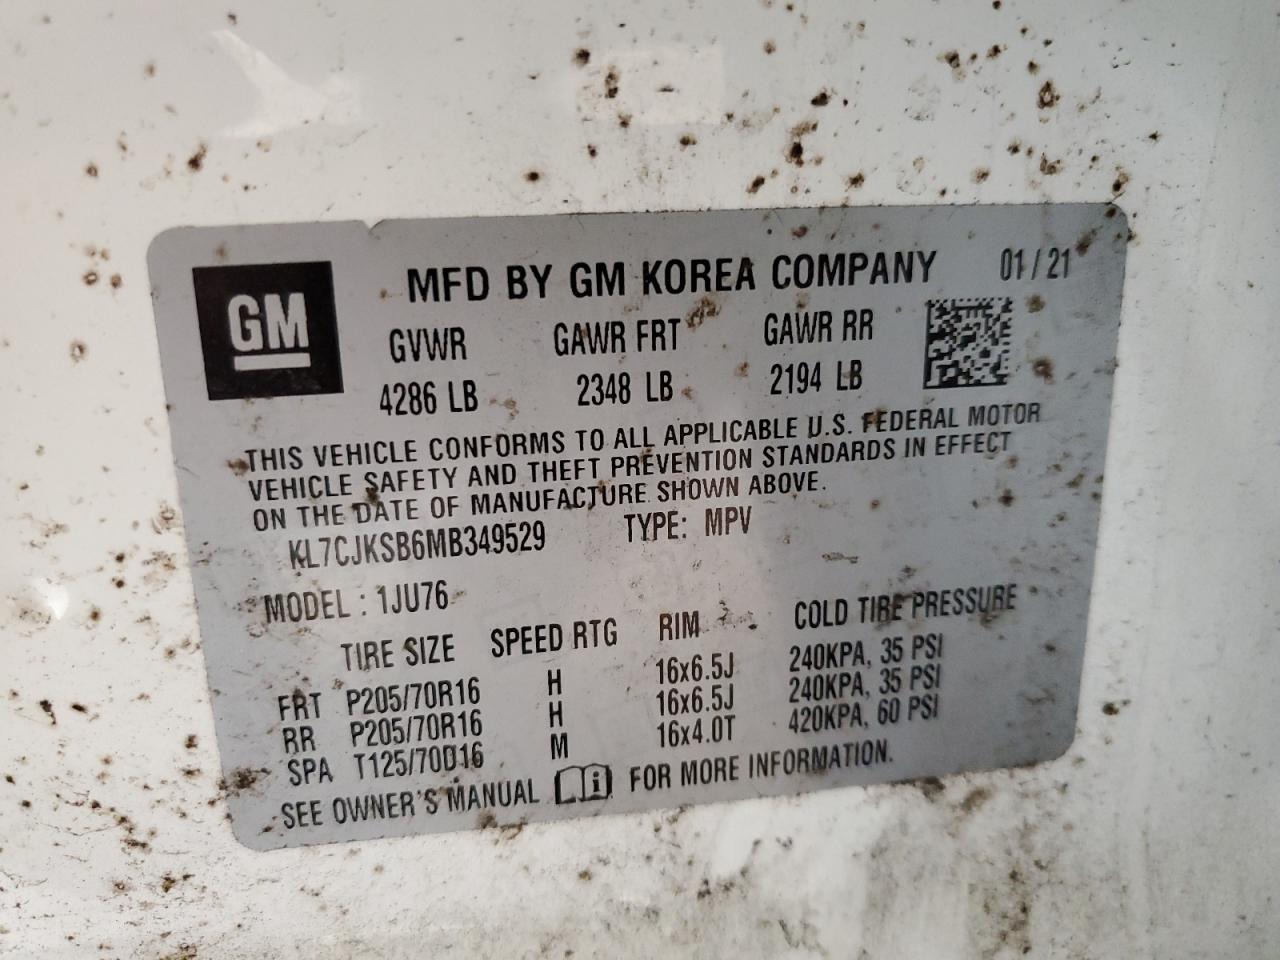 GM
MFD BY GM KOREA COMPANY 01/21
GVWR GAWR FRT GAWR RR
4286 LB 2348 LB 2194 LB
THIS VEHICLE CONFORMS TO ALL APPLICABLE U.S. FEDERAL MOTOR
VEHICLE SAFETY AND THEFT PREVENTION STANDARDS IN EFFECT
ON THE DATE OF MANUFACTURE SHOWN ABOVE.
KL7CJKSB6MB349529 TYPE: MPV
MODEL : 1JU76
TIRE SIZE SPEED RTG RIM COLD TIRE PRESSURE
FRT P205/70R16 H 16x6.5J 240KPA, 35 PSI
RR P205/70R16 H 16x6.5J 240KPA, 35 PSI
SPA T125/70D16 M 16x4.0T 420KPA, 60 PSI
SEE OWNER'S MANUAL FOR MORE INFORMATION.